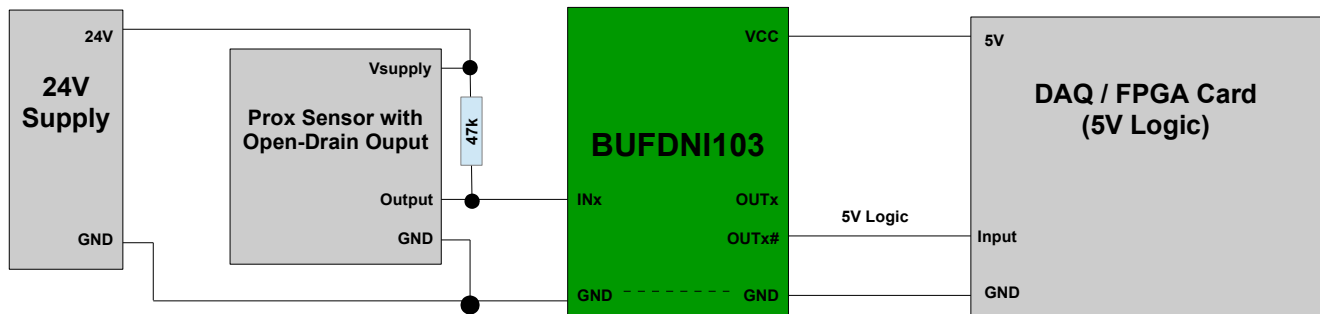 24V
24V
Supply
GND
Vsupply
Prox Sensor with
Open-Drain Ouput
Output
GND
47k
VCC
BUFDNI103
INx
OUTx
OUTx#
GND
GND
5V Logic
5V
DAQ / FPGA Card
(5V Logic)
Input
GND